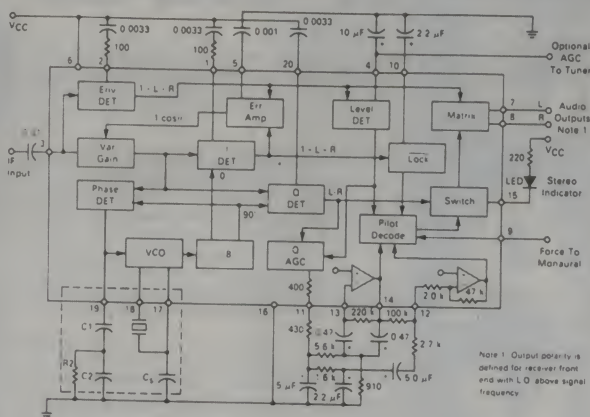 0.0033
0.0033
0.001
0.0033
10 µF
2.2 µF
VCC
100
100
Optional
AGC
To Tuner
6
2
1
5
20
4
10
Env
DET
1 + L + R
Err
Amp
Level
DET
Matrix
7 L Audio
8 R Outputs
Note 1
VCC
1 cosθ
3
IF
Input
Var
Gain
I
DET
1 + L + R
Lock
220
LED
Stereo
Indicator
15
Phase
DET
0
90°
Q
DET
L-R
Switch
Pilot
Decode
9
Force To
Monaural
VCO
8
Q
AGC
400
20 k
47 k
19
18
17
16
11
13
14
12
C1
R2
C2
430
220 k
100 k
0.47
0.47
5.6 k
2.7 k
5 µF
2.2 µF
910
5.0 µF
Note 1 Output polarity is
defined for receiver front
end with L.O. above signal
frequency.